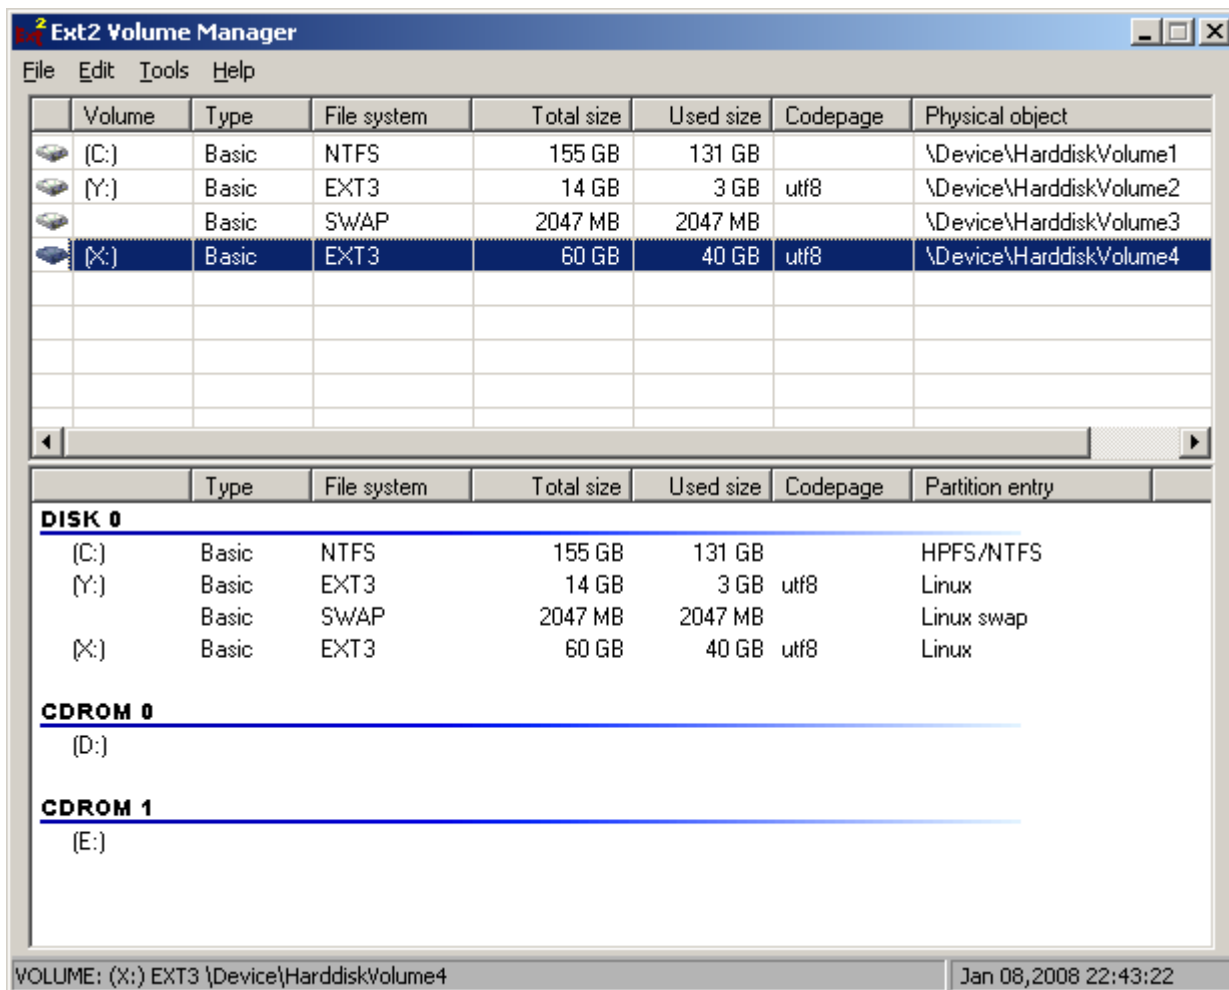 Ext2 Volume Manager
File Edit Tools Help
Volume Type File system Total size Used size Codepage Physical object
(C:) Basic NTFS 155 GB 131 GB \Device\HarddiskVolume1
(Y:) Basic EXT3 14 GB 3 GB utf8 \Device\HarddiskVolume2
Basic SWAP 2047 MB 2047 MB \Device\HarddiskVolume3
(X:) Basic EXT3 60 GB 40 GB utf8 \Device\HarddiskVolume4
Type File system Total size Used size Codepage Partition entry
DISK 0
(C:) Basic NTFS 155 GB 131 GB HPFS/NTFS
(Y:) Basic EXT3 14 GB 3 GB utf8 Linux
Basic SWAP 2047 MB 2047 MB Linux swap
(X:) Basic EXT3 60 GB 40 GB utf8 Linux
CDROM 0
(D:)
CDROM 1
(E:)
VOLUME: (X:) EXT3 \Device\HarddiskVolume4 Jan 08,2008 22:43:22